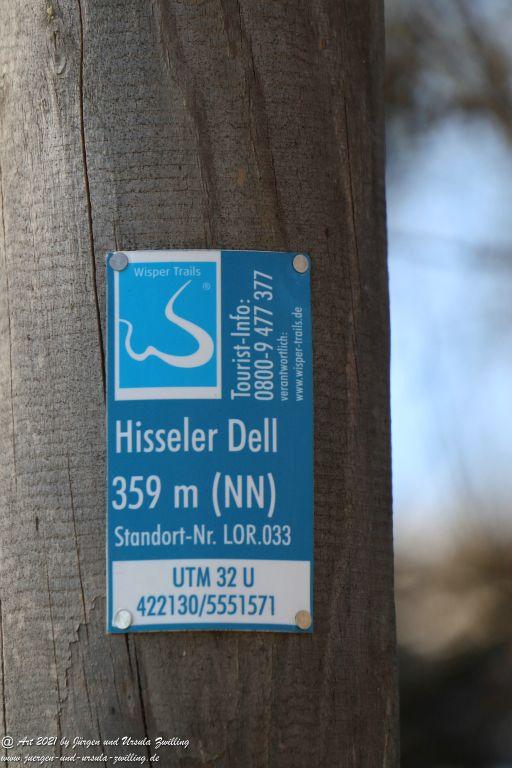 Wisper Trails
®
Tourist-Info:
0800-9 477 377
verantwortlich:
www.wisper-trails.de
Hisseler Dell
359 m (NN)
Standort-Nr. LOR.033
UTM 32 U
422130/5551571
@ Art 2021 by Jürgen und Ursula Zwilling
www.juergen-und-ursula-zwilling.de